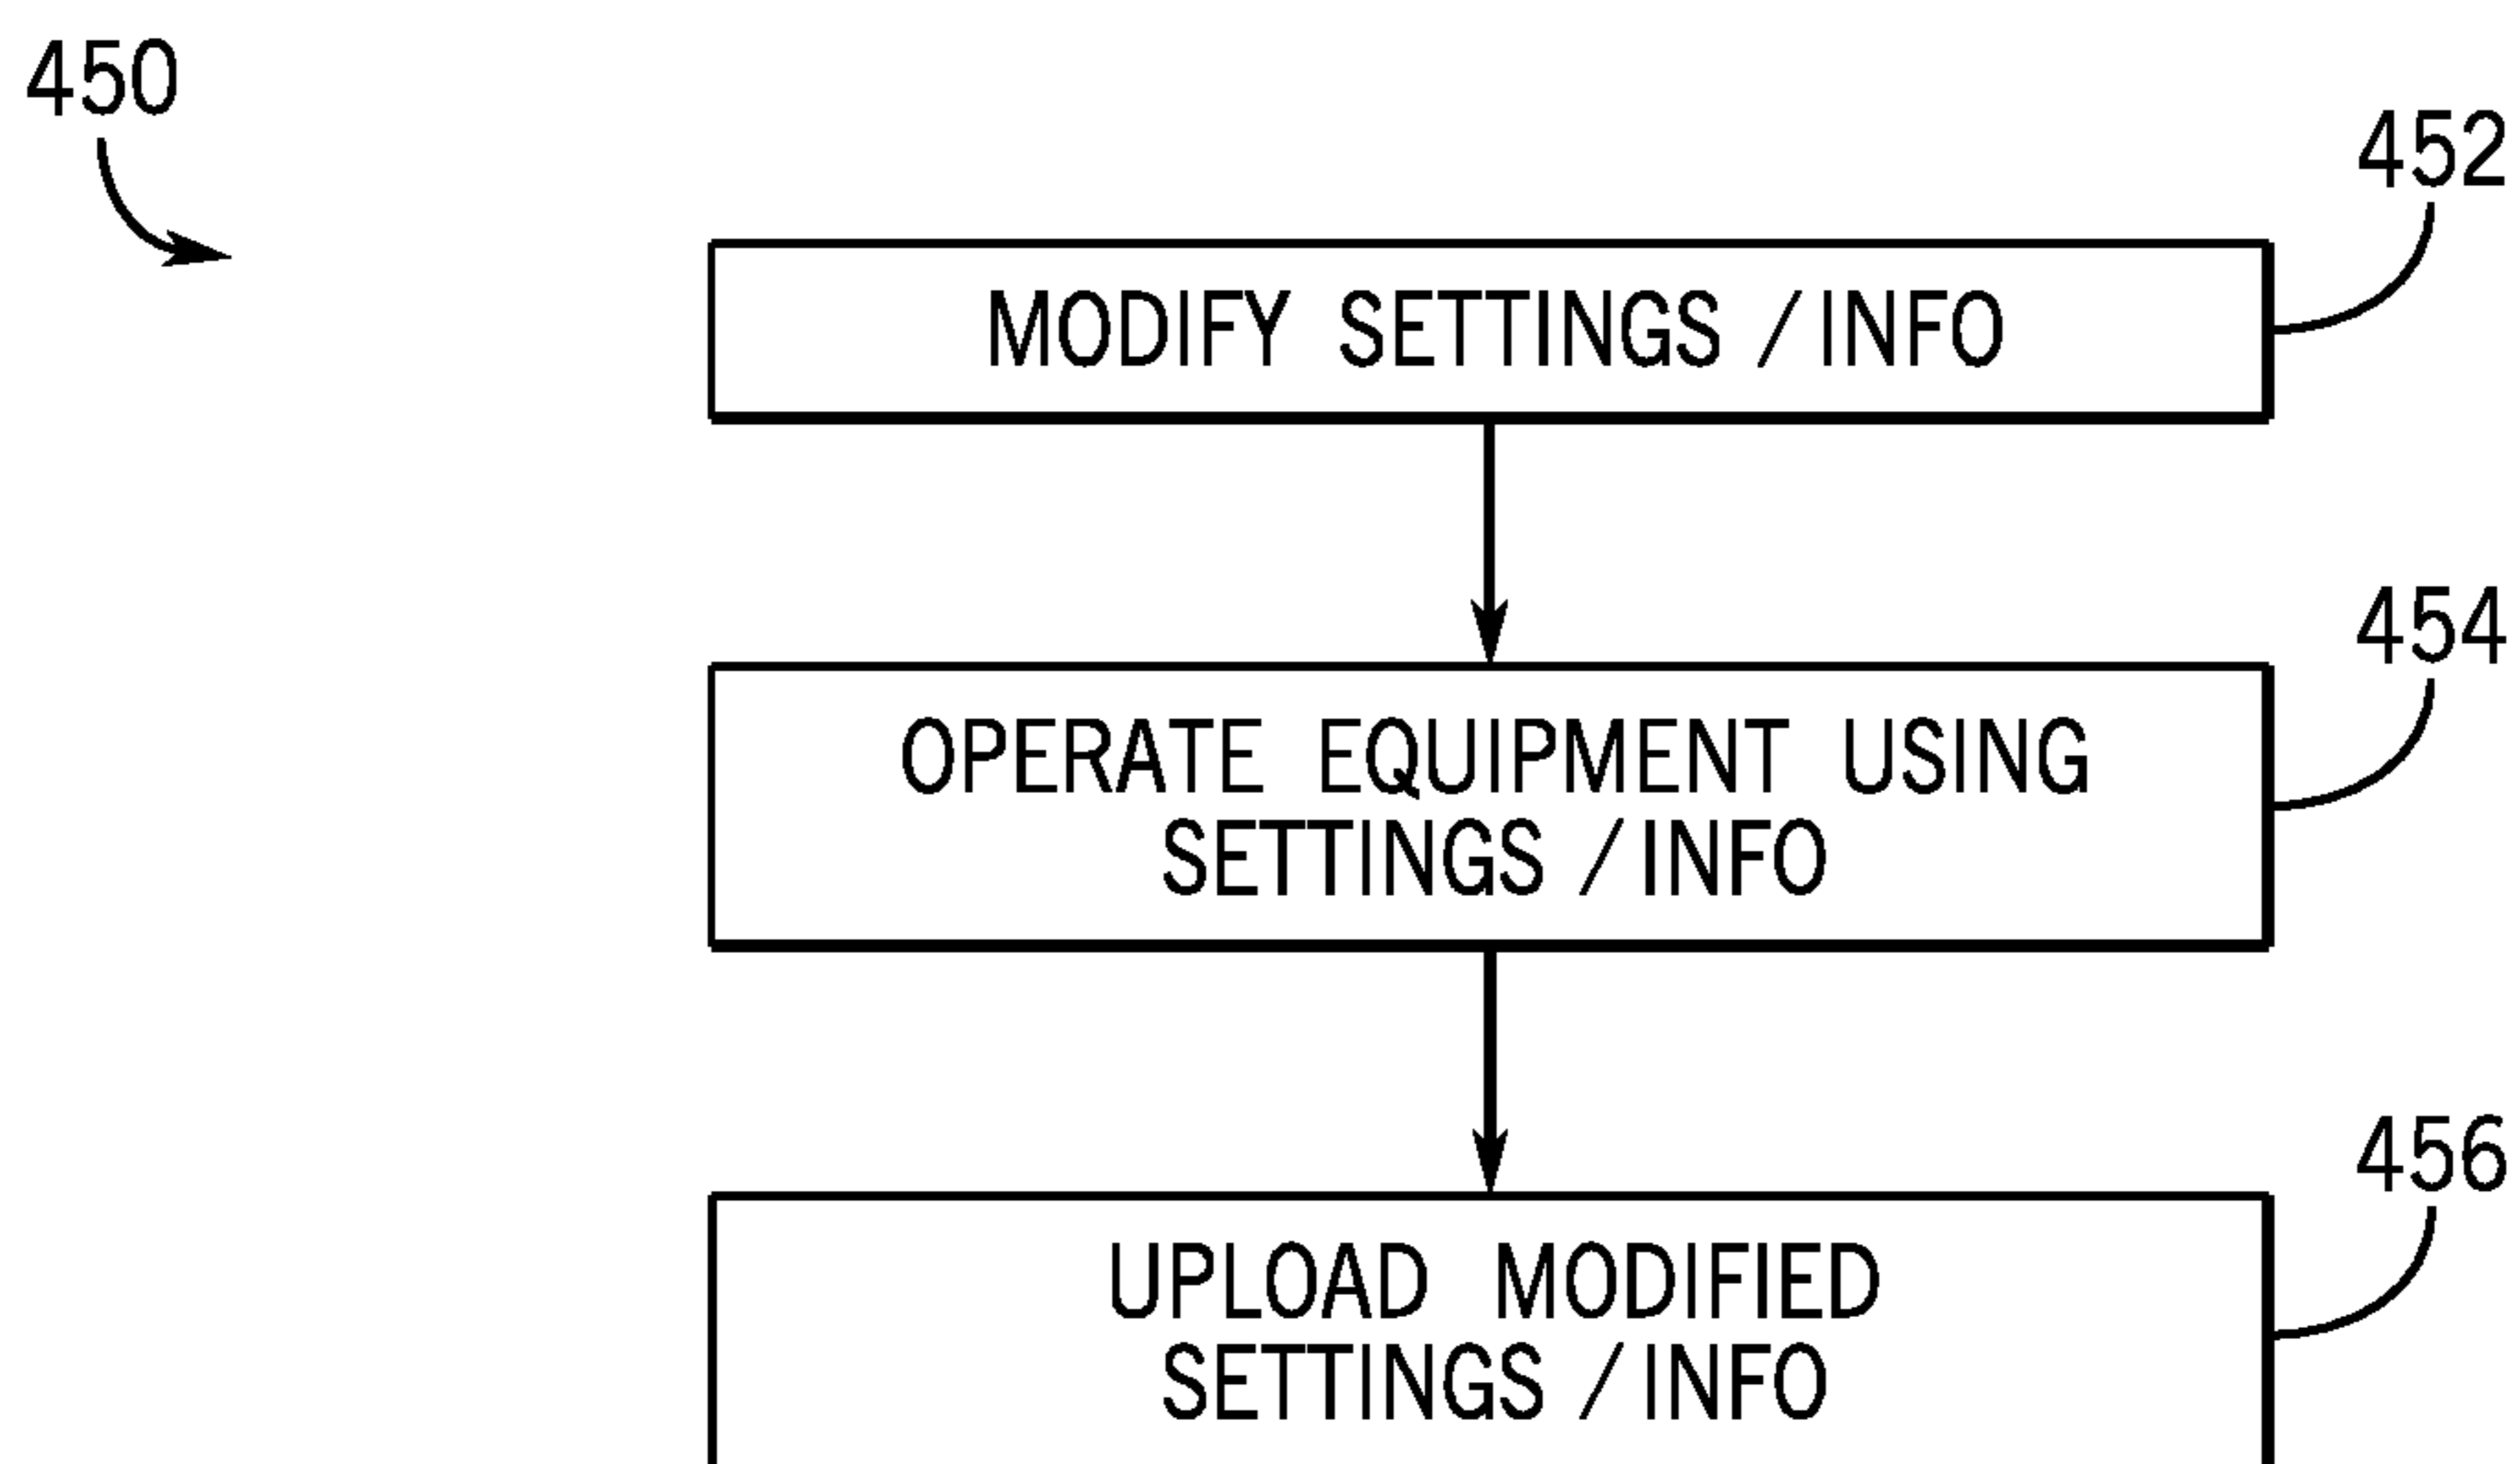 450
452
MODIFY SETTINGS / INFO
454
OPERATE EQUIPMENT USING
SETTINGS / INFO
456
UPLOAD MODIFIED
SETTINGS / INFO